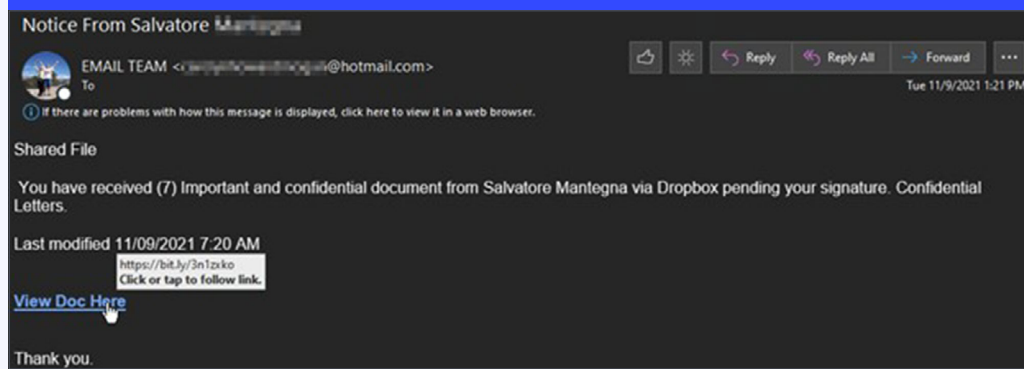 Notice From Salvatore
EMAIL TEAM < @hotmail.com>
Reply
Reply All
Forward
To
Tue 11/9/2021 1:21 PM
If there are problems with how this message is displayed, click here to view it in a web browser.
Shared File
You have received (7) Important and confidential document from Salvatore Mantegna via Dropbox pending your signature. Confidential
Letters.
Last modified 11/09/2021 7:20 AM
https://bit.ly/3n1zxko
Click or tap to follow link.
View Doc Here
Thank you.